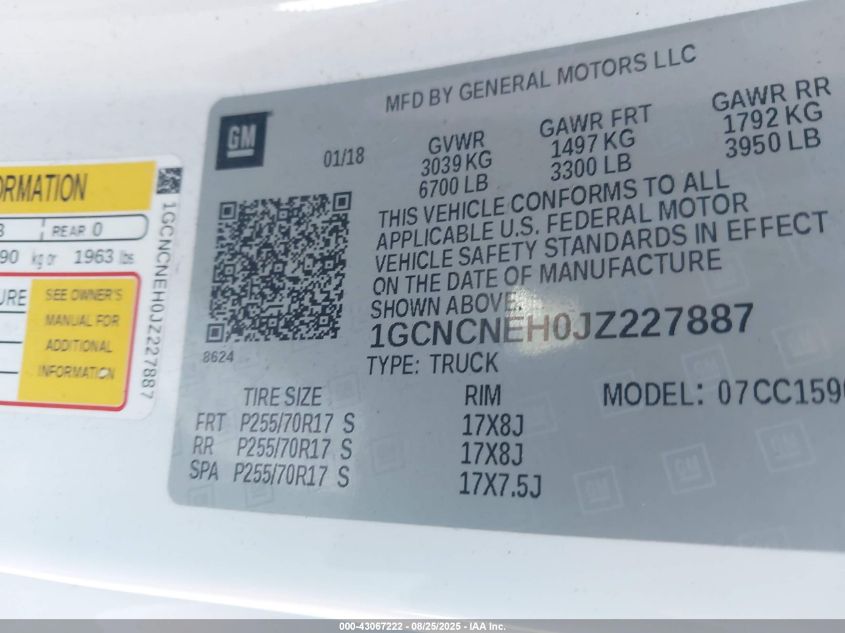 MFD BY GENERAL MOTORS LLC
GM
01/18
GVWR
3039 KG
6700 LB
GAWR FRT
1497 KG
3300 LB
GAWR RR
1792 KG
3950 LB
THIS VEHICLE CONFORMS TO ALL
APPLICABLE U.S. FEDERAL MOTOR
VEHICLE SAFETY STANDARDS IN EFFECT
ON THE DATE OF MANUFACTURE
SHOWN ABOVE.
1GCNCNEH0JZ227887
8624
TYPE: TRUCK
MODEL: 07CC1590
TIRE SIZE RIM
FRT P255/70R17 S 17X8J
RR P255/70R17 S 17X8J
SPA P255/70R17 S 17X7.5J
ORMATION
3 REAR 0
90 kg or 1963 lbs
URE
SEE OWNER'S
MANUAL FOR
ADDITIONAL
INFORMATION
1GCNCNEH0JZ227887
000-43067222 - 08/25/2025 - IAA Inc.